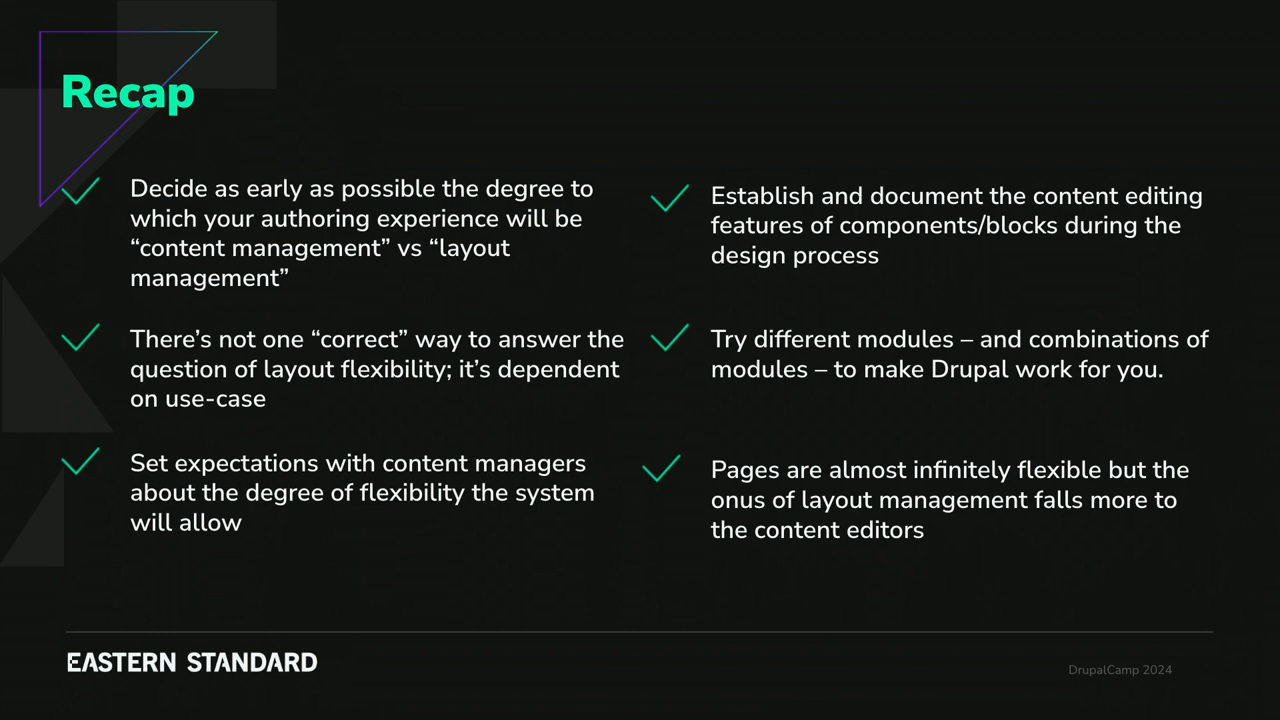 Recap
Decide as early as possible the degree to
which your authoring experience will be
“content management” vs “layout
management”
There’s not one “correct” way to answer the
question of layout flexibility; it’s dependent
on use-case
Set expectations with content managers
about the degree of flexibility the system
will allow
Establish and document the content editing
features of components/blocks during the
design process
Try different modules – and combinations of
modules – to make Drupal work for you.
Pages are almost infinitely flexible but the
onus of layout management falls more to
the content editors
EASTERN STANDARD
DrupalCamp 2024